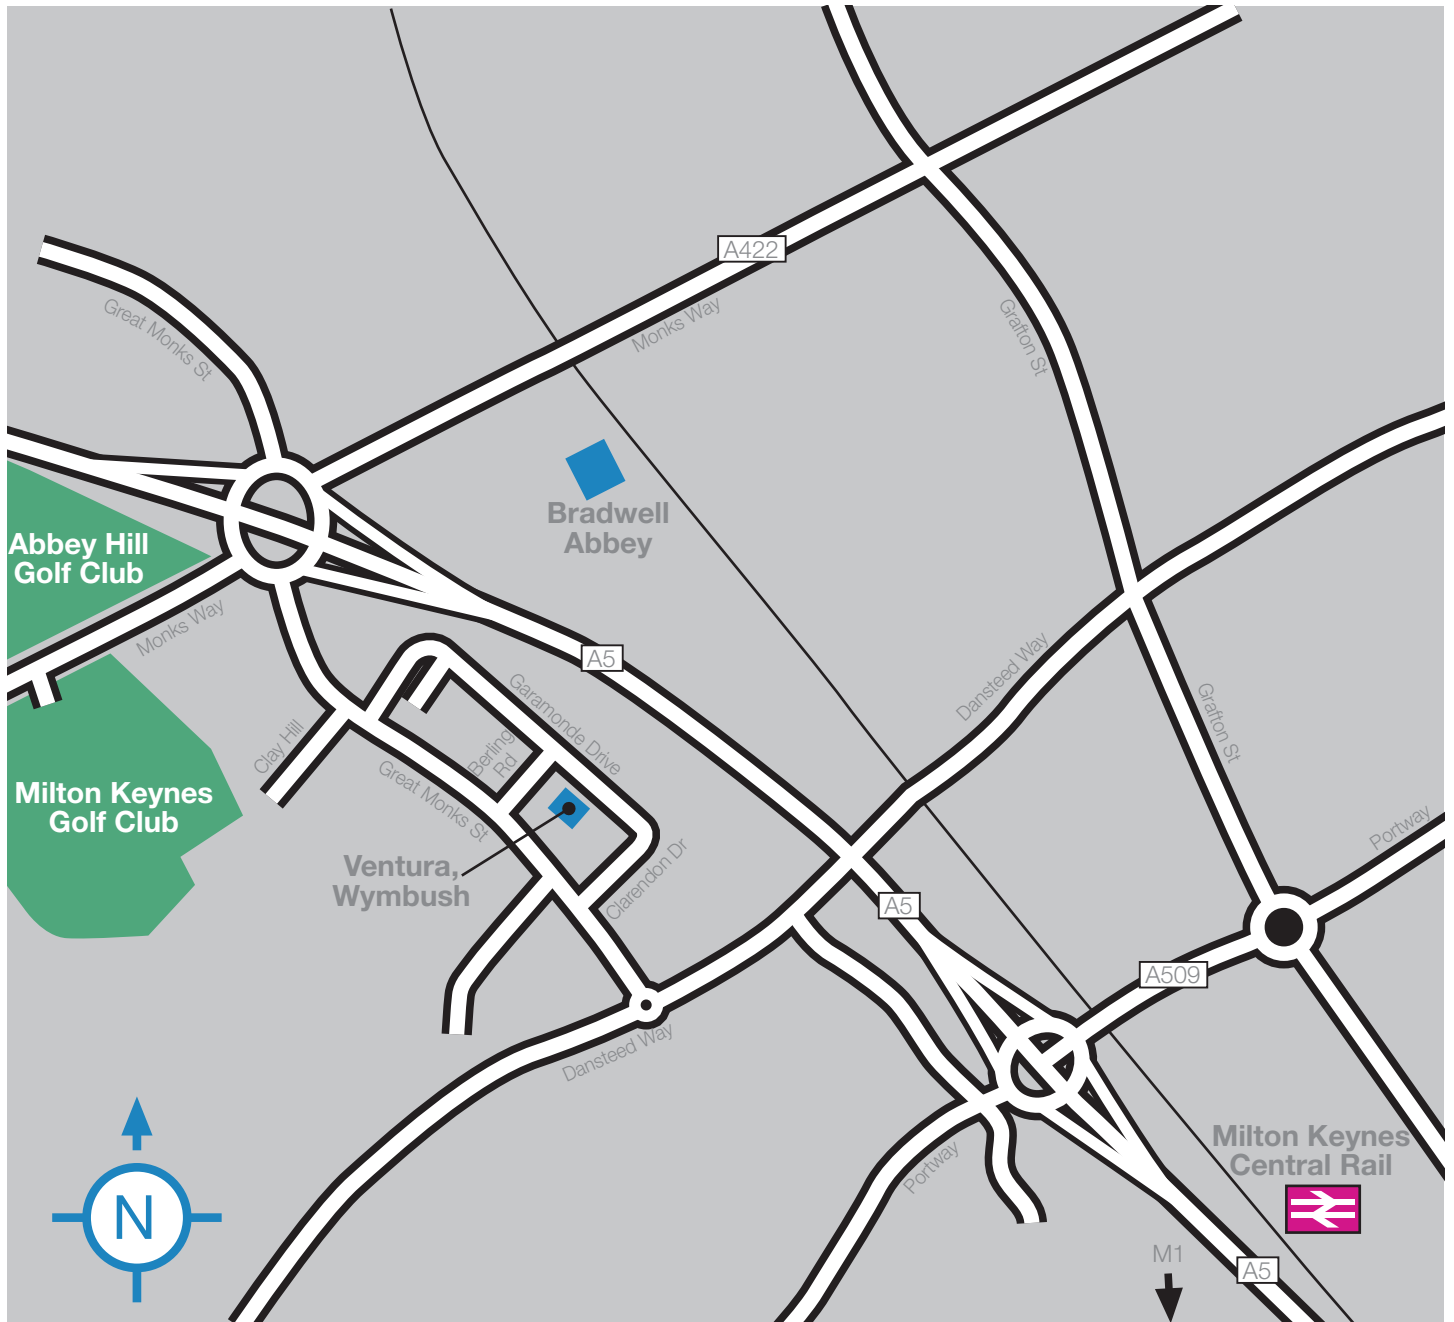 A422
Monks Way
Great Monks St
Grafton St
Bradwell
Abbey
Abbey Hill
Golf Club
Monks Way
A5
Dansteed Way
Grafton St
Garamonde Drive
Clay Hill
Berling
Rd
Great Monks St
Milton Keynes
Golf Club
Portway
Ventura,
Wymbush
Clarendon Dr
A5
A509
Dansteed Way
Milton Keynes
Central Rail
Portway
N
M1
A5